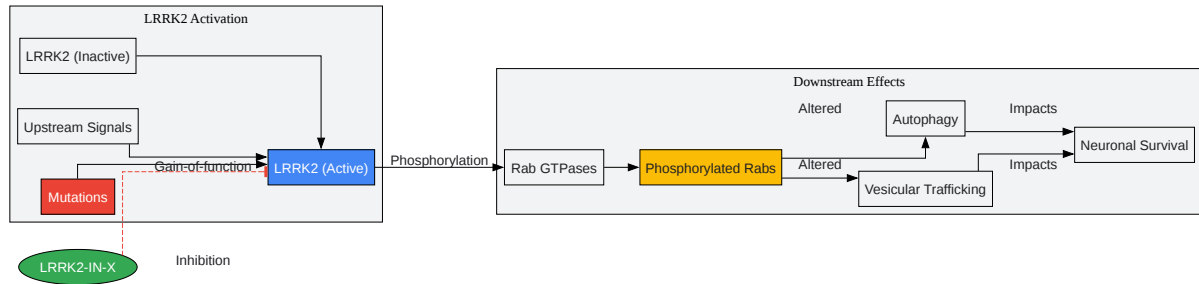 LRRK2 Activation
LRRK2 (Inactive)
Upstream Signals
Gain-of-function
LRRK2 (Active)
Mutations
LRRK2-IN-X
Inhibition
Phosphorylation
Downstream Effects
Rab GTPases
Phosphorylated Rabs
Altered
Autophagy
Impacts
Altered
Vesicular Trafficking
Impacts
Neuronal Survival